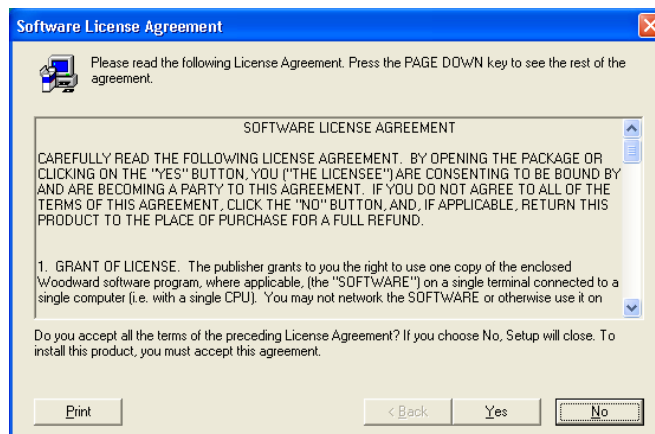 Software License Agreement
Please read the following License Agreement. Press the PAGE DOWN key to see the rest of the
agreement.
SOFTWARE LICENSE AGREEMENT
CAREFULLY READ THE FOLLOWING LICENSE AGREEMENT.  BY OPENING THE PACKAGE OR
CLICKING ON THE "YES" BUTTON, YOU ("THE LICENSEE") ARE CONSENTING TO BE BOUND BY
AND ARE BECOMING A PARTY TO THIS AGREEMENT.  IF YOU DO NOT AGREE TO ALL OF THE
TERMS OF THIS AGREEMENT, CLICK THE "NO" BUTTON, AND, IF APPLICABLE, RETURN THIS
PRODUCT TO THE PLACE OF PURCHASE FOR A FULL REFUND.
1.  GRANT OF LICENSE.  The publisher grants to you the right to use one copy of the enclosed
Woodward software program, where applicable, (the "SOFTWARE") on a single terminal connected to a
single computer (i.e. with a single CPU).  You may not network the SOFTWARE or otherwise use it on
Do you accept all the terms of the preceding License Agreement? If you choose No, Setup will close. To
install this product, you must accept this agreement.
Print
< Back
Yes
No